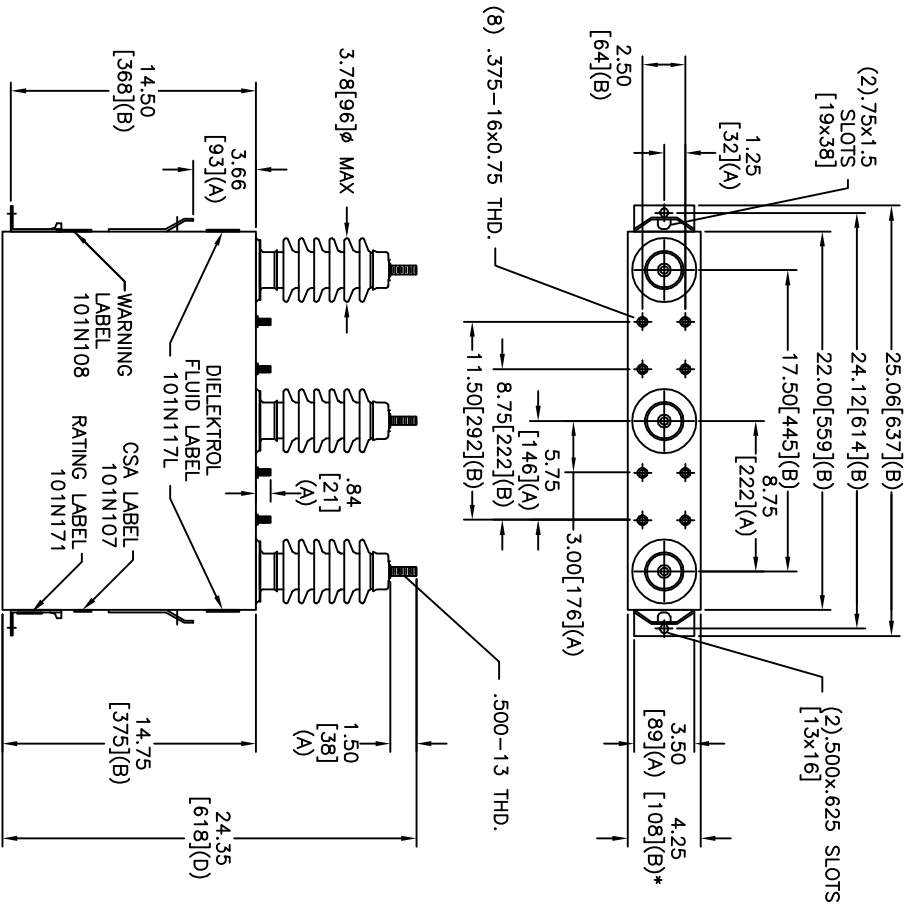 25.06[637](B)
24.12[614](B)
22.00[559](B)
17.50[445](B)
8.75
[222](A)
(2).75x1.5
SLOTS
[19x38]
1.25
[32](A)
2.50
[64](B)
(8) .375-16x0.75 THD.
(2).500x.625 SLOTS
[13x16]
3.50
[89](A)
4.25
[108](B)*
3.00[176](A)
5.75
[146](A)
8.75[222](B)
11.50[292](B)
3.78[96]ø MAX
.500-13 THD.
3.66
[93](A)
14.50
[368](B)
.84
[21]
(A)
1.50
[38]
(A)
24.35
[618](D)
14.75
[375](B)
WARNING
LABEL
101N108
DIELEKTROL
FLUID LABEL
101N117L
CSA LABEL
101N107
RATING LABEL
101N171